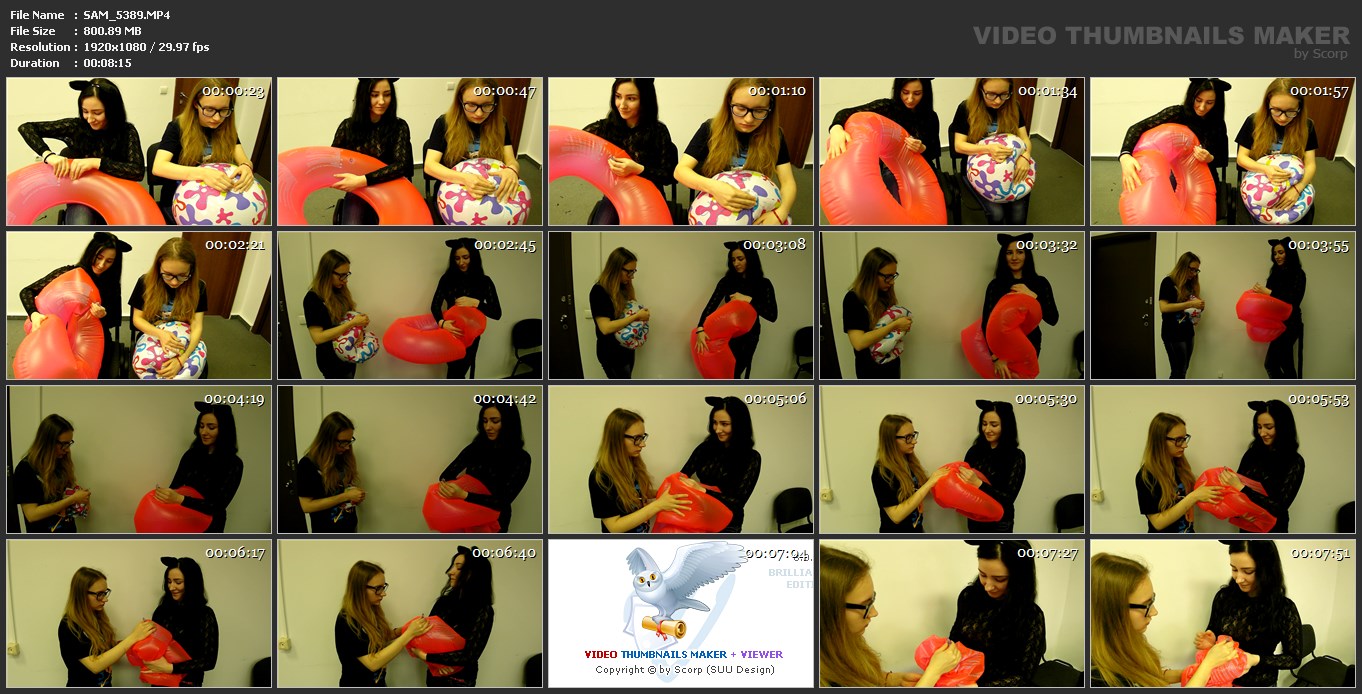 File Name : SAM_5389.MP4
File Size : 800.89 MB
Resolution : 1920x1080 / 29.97 fps
Duration : 00:08:15
VIDEO THUMBNAILS MAKER
by Scorp
00:00:23
00:00:47
00:01:10
00:01:34
00:01:57
00:02:21
00:02:45
00:03:08
00:03:32
00:03:55
00:04:19
00:04:42
00:05:06
00:05:30
00:05:53
00:06:17
00:06:40
00:07:04
BRILLIA
EDIT
VIDEO THUMBNAILS MAKER + VIEWER
Copyright © by Scorp (SUU Design)
00:07:27
00:07:51